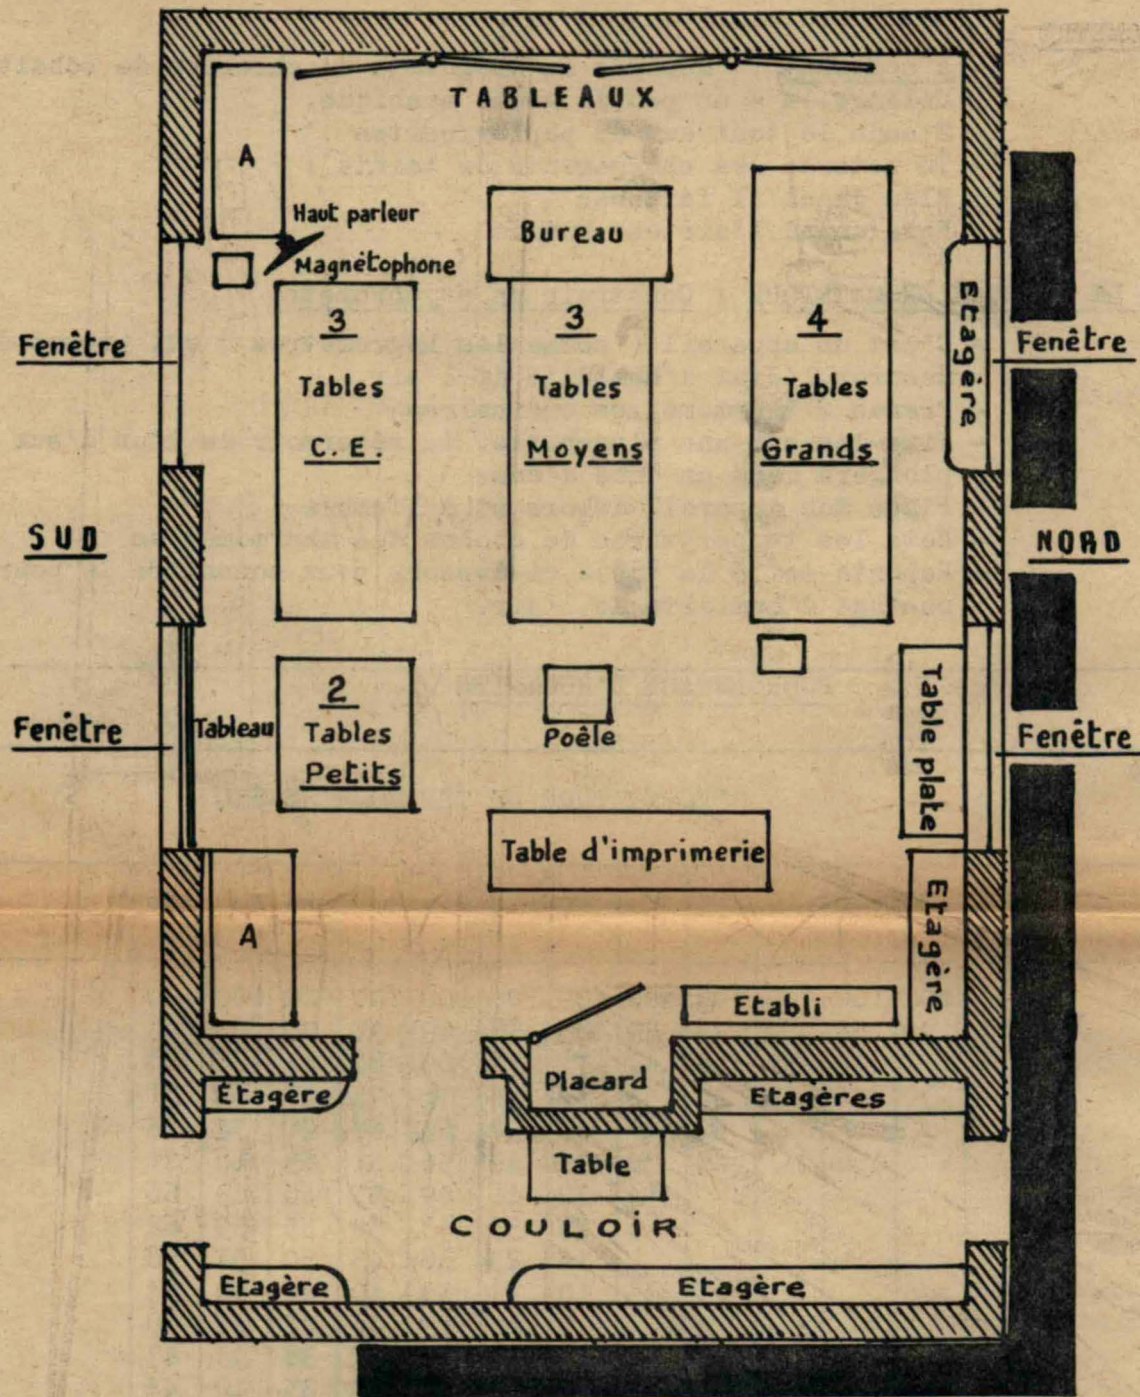 TABLEAUX
A
Haut parleur
Magnétophone
Bureau
3
Tables
C.E.
3
Tables
Moyens
4
Tables
Grands
Etagère
Fenêtre
Fenêtre
SUD
NORD
Fenêtre
Tableau
2
Tables
Petits
Poêle
Table plate
Fenêtre
Table d'imprimerie
A
Etagère
Etabli
Etagère
Placard
Etagères
Table
COULOIR
Etagère
Etagère